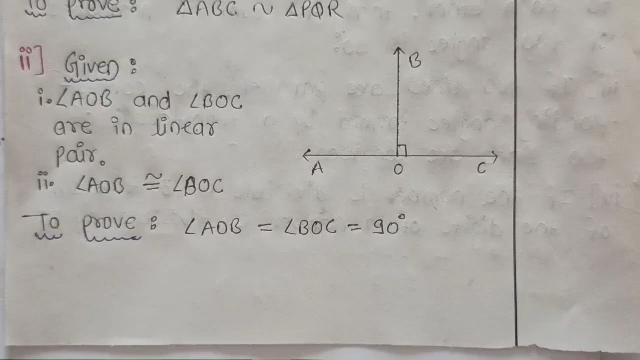 To prove : ΔABC ~ ΔPQR
ii] Given :
i. ∠AOB and ∠BOC
are in linear
pair.
ii. ∠AOB ≅ ∠BOC
B
A O C
To prove : ∠AOB = ∠BOC = 90°